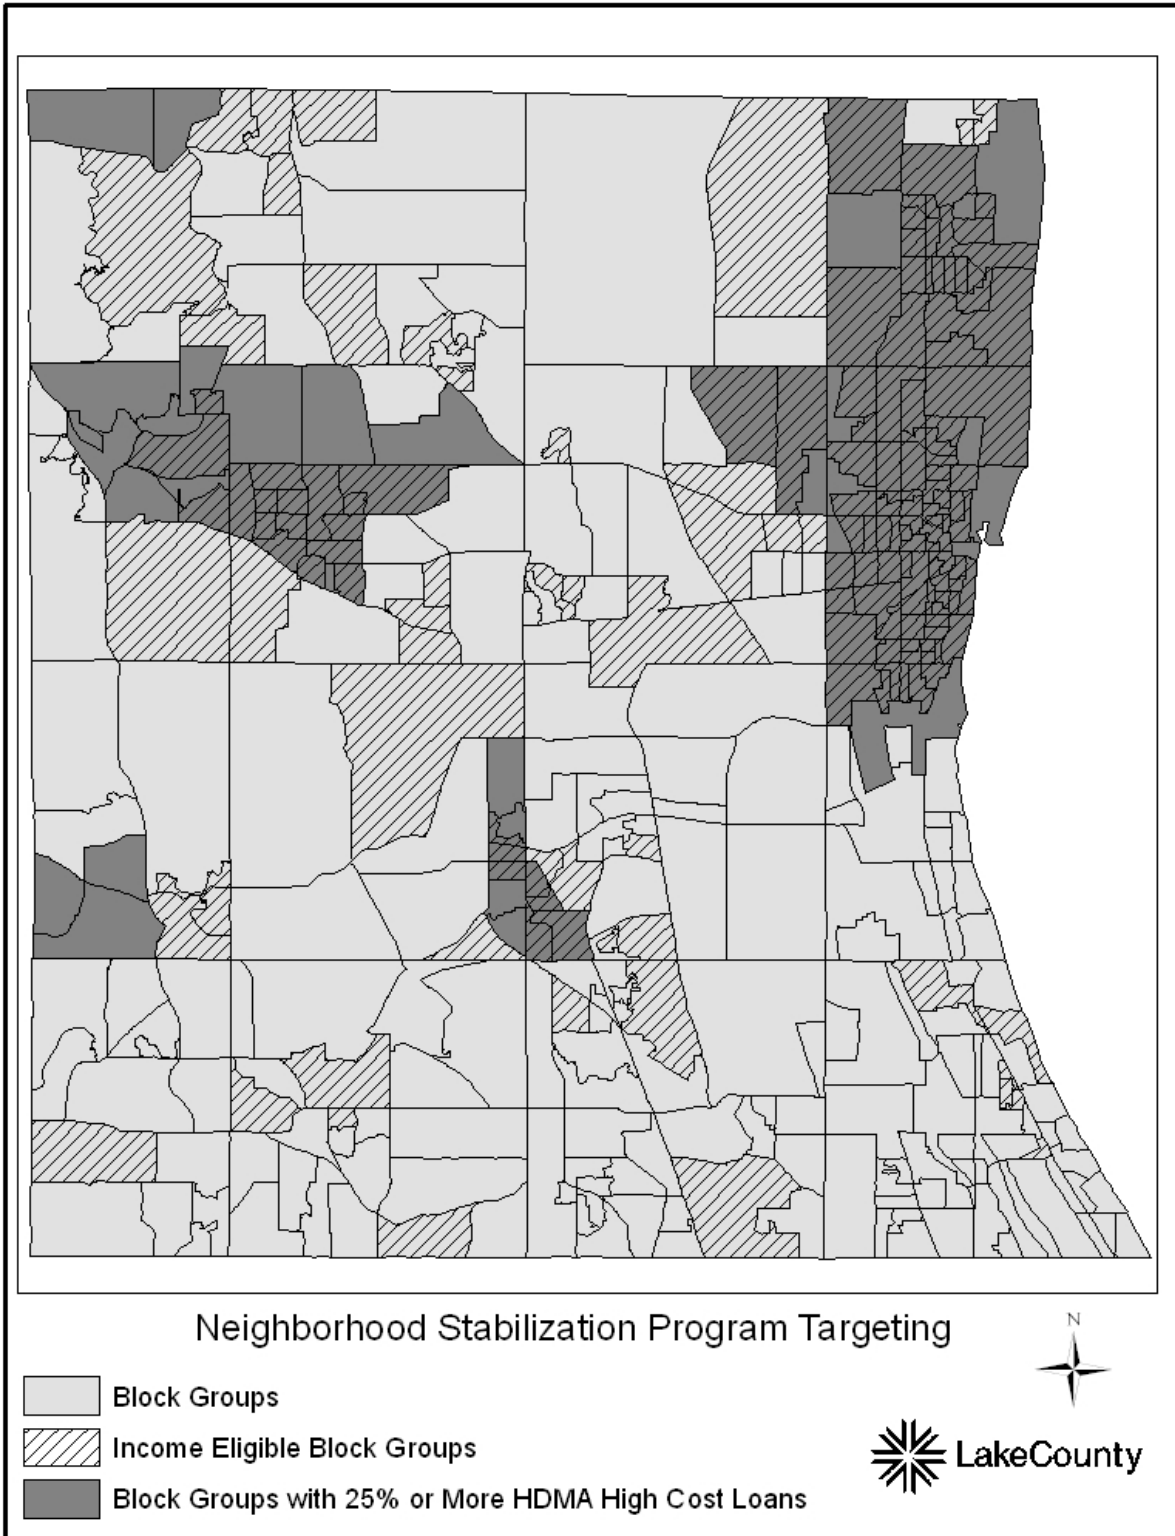 Neighborhood Stabilization Program Targeting
N
Block Groups
Income Eligible Block Groups
Block Groups with 25% or More HDMA High Cost Loans
LakeCounty